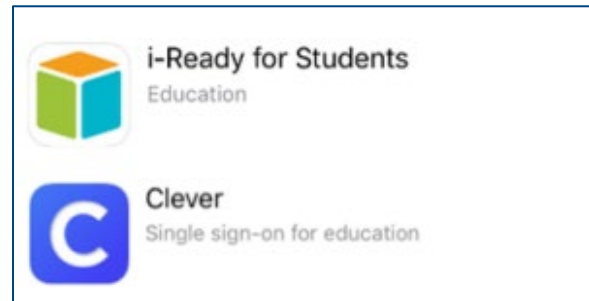 i-Ready for Students
Education
C
Clever
Single sign-on for education